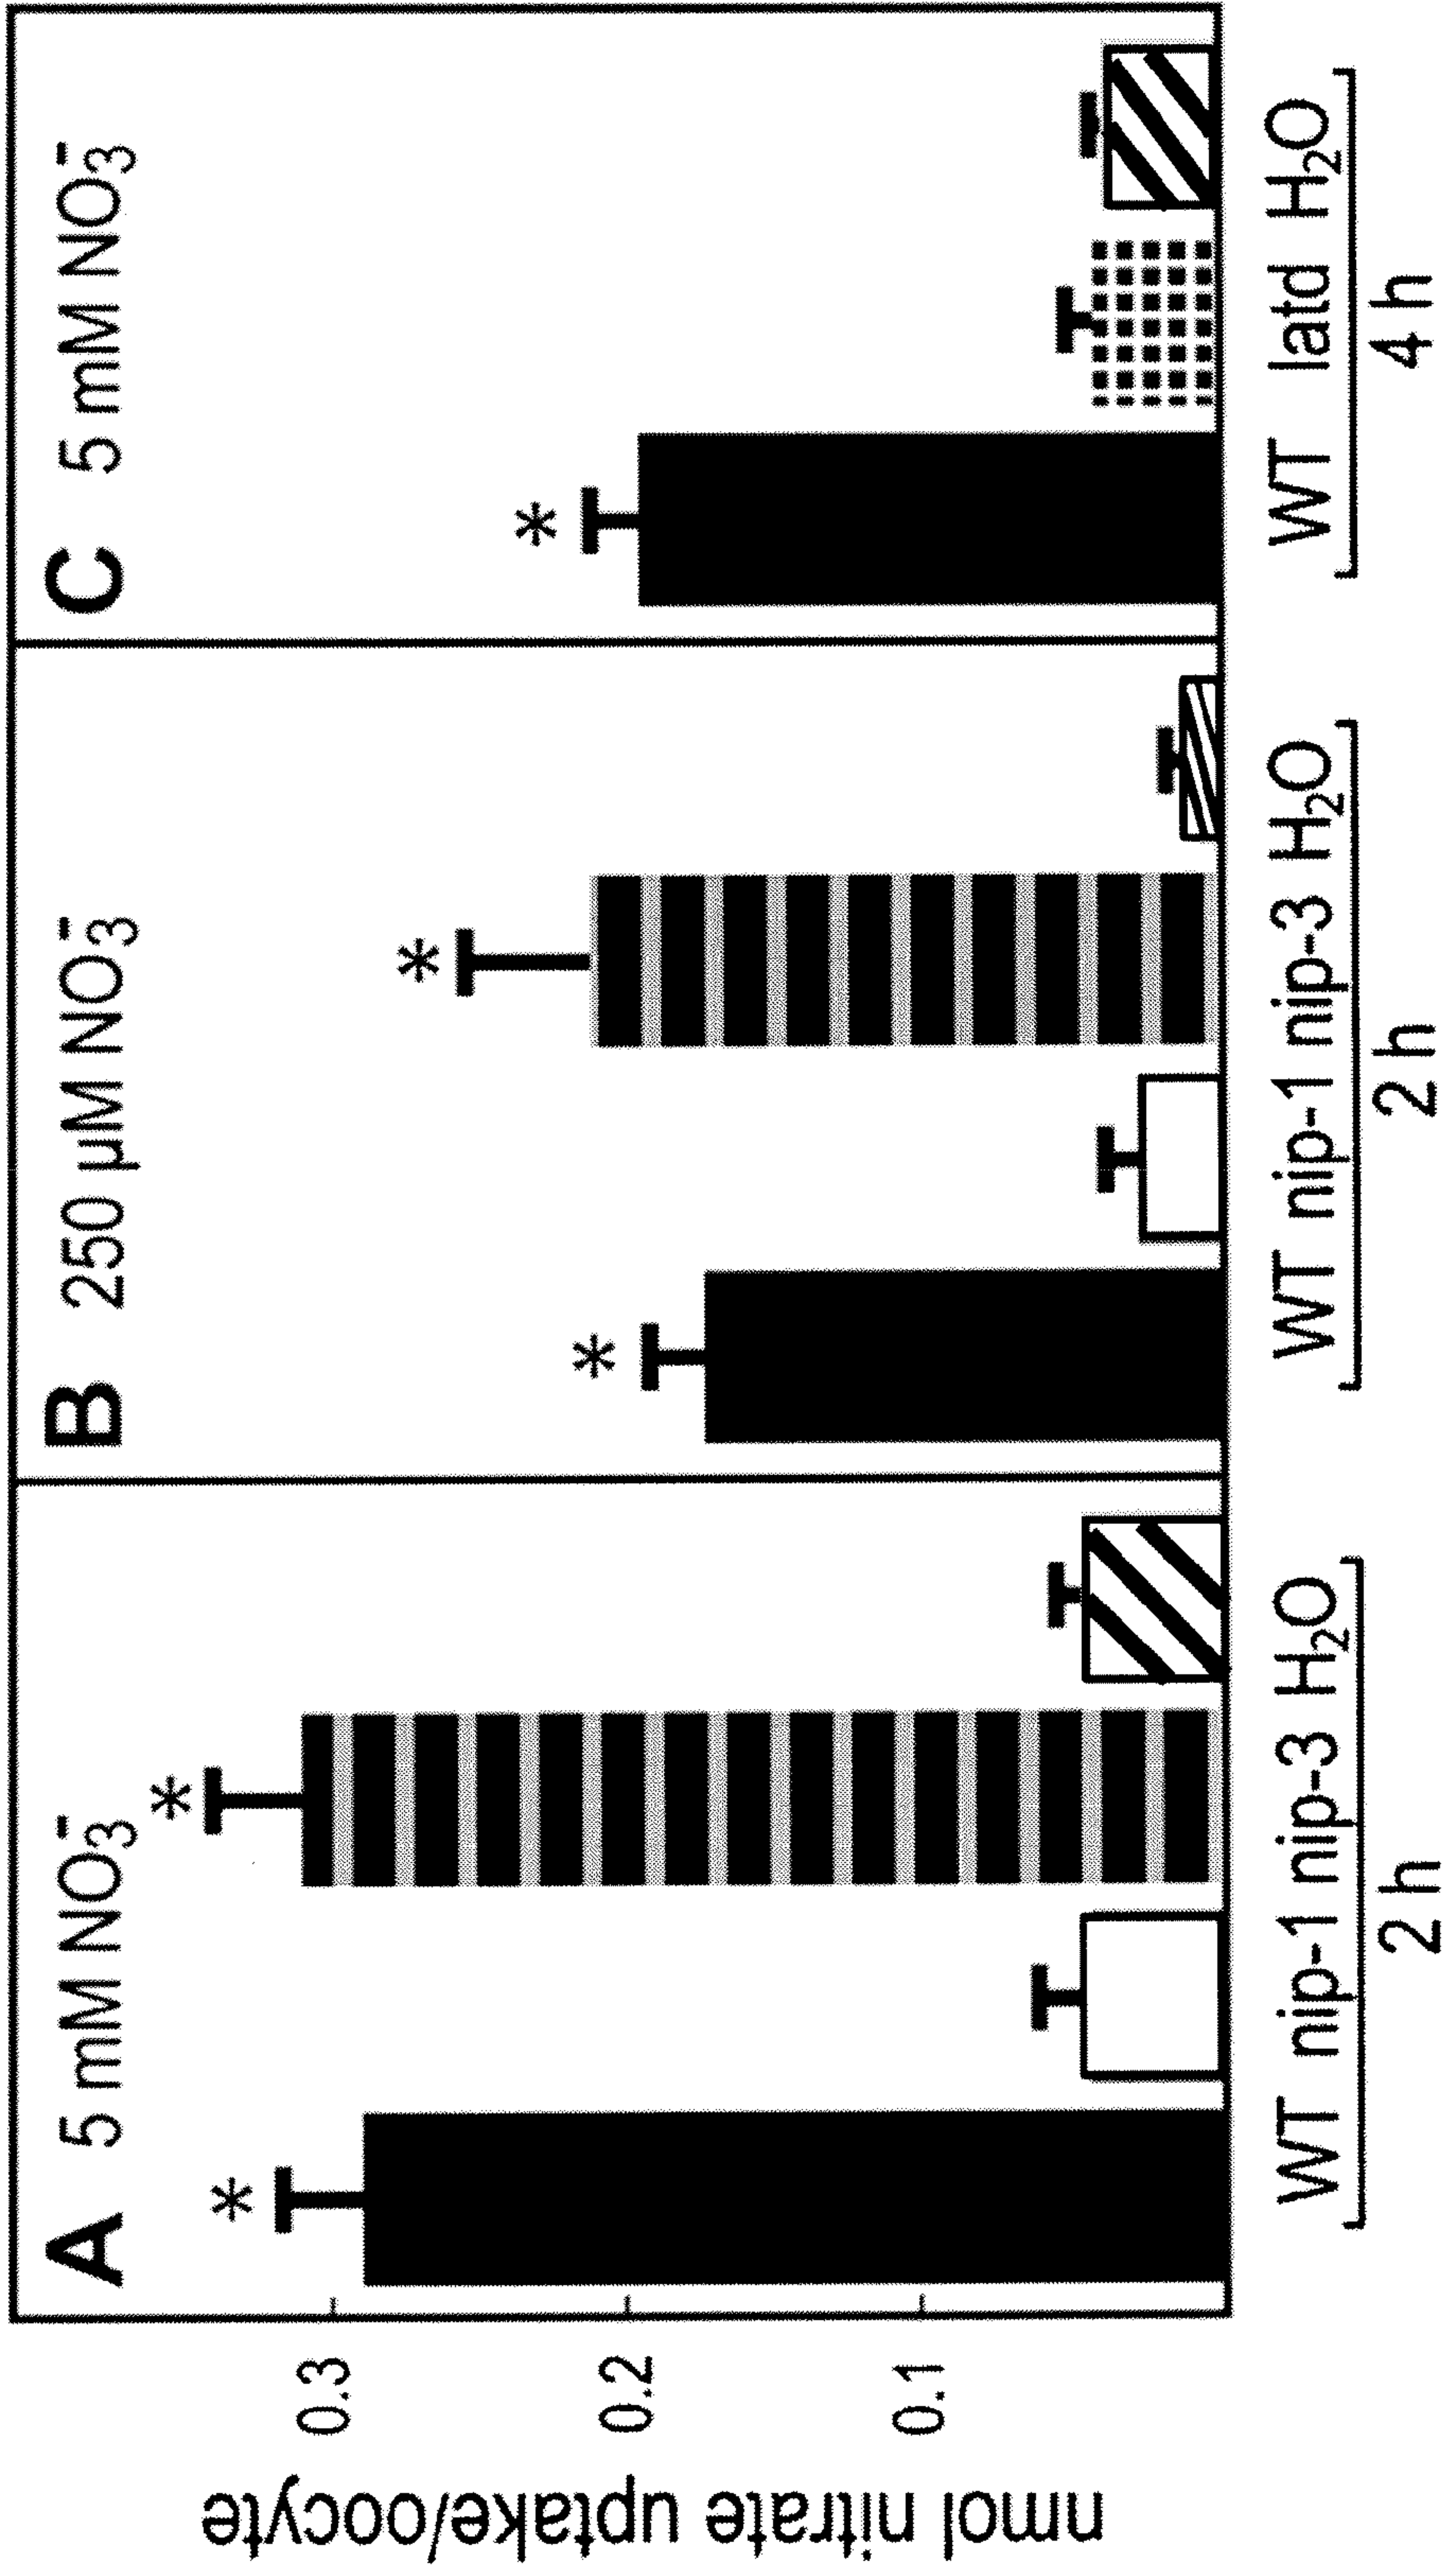 A 5 mM NO₃⁻
B 250 µM NO₃⁻
C 5 mM NO₃⁻
nmol nitrate uptake/oocyte
0.3
0.2
0.1
*
*
*
*
*
WT nip-1 nip-3 H₂O
2 h
WT nip-1 nip-3 H₂O
2 h
WT latd H₂O
4 h